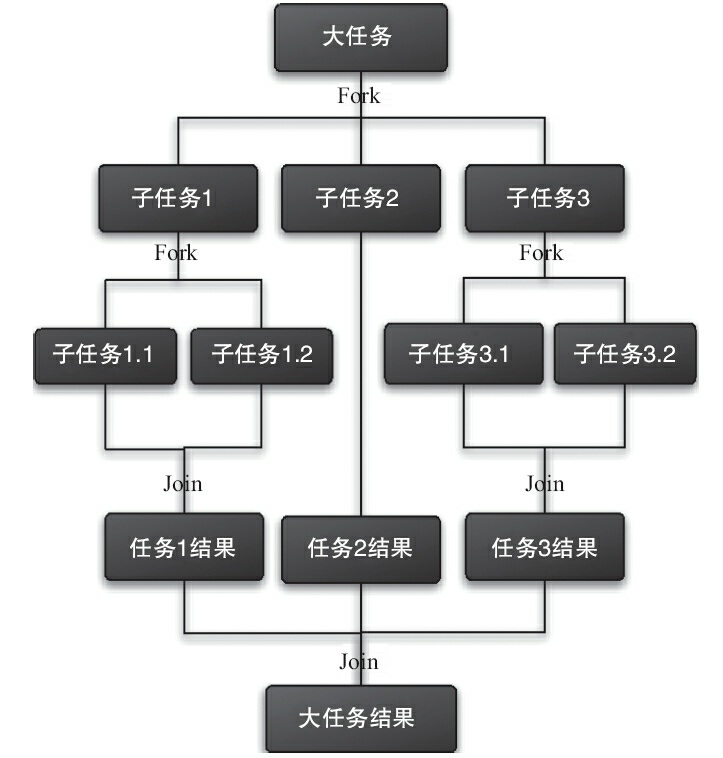 大任务
Fork
子任务1
子任务2
子任务3
Fork
Fork
子任务1.1
子任务1.2
子任务3.1
子任务3.2
Join
Join
任务1结果
任务2结果
任务3结果
Join
大任务结果